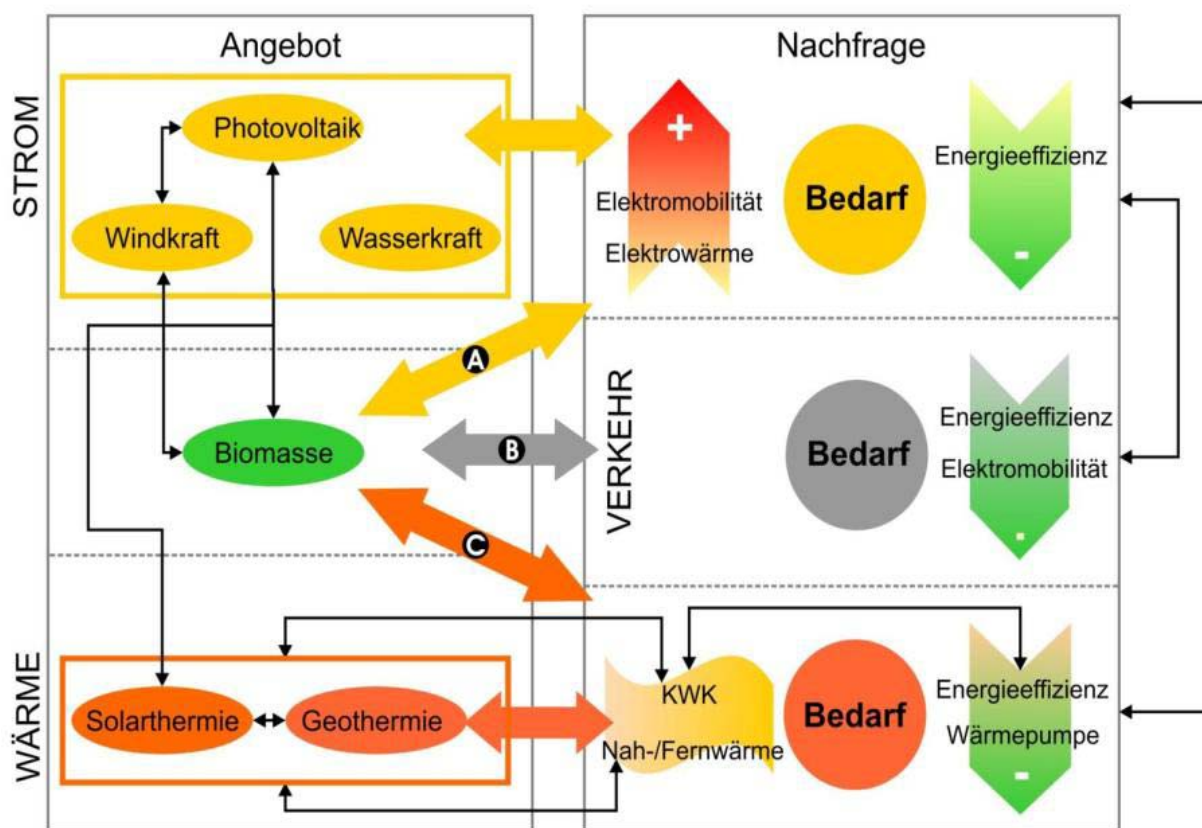 Angebot
Nachfrage
STROM
Photovoltaik
Windkraft
Wasserkraft
+
Elektromobilität
Elektrowärme
Bedarf
Energieeffizienz
-
A
Biomasse
B
C
VERKEHR
Bedarf
Energieeffizienz
Elektromobilität
-
WÄRME
Solarthermie
Geothermie
KWK
Nah-/Fernwärme
Bedarf
Energieeffizienz
Wärmepumpe
-